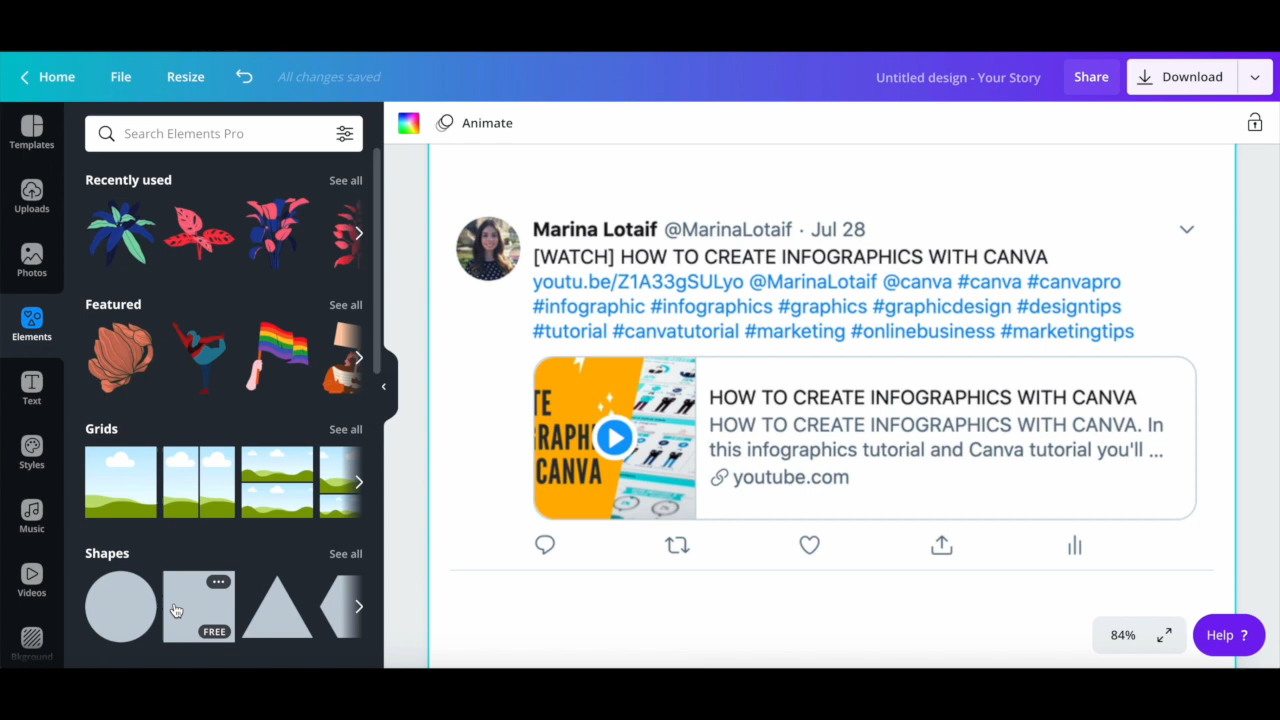 Home File Resize All changes saved Untitled design - Your Story Share Download
Templates
Uploads
Photos
Elements
Text
Styles
Music
Videos
Bkground
Search Elements Pro
Recently used See all
Featured See all
Grids See all
Shapes See all
FREE
Animate
Marina Lotaif @MarinaLotaif · Jul 28
[WATCH] HOW TO CREATE INFOGRAPHICS WITH CANVA
youtu.be/Z1A33gSULyo @MarinaLotaif @canva #canva #canvapro
#infographic #infographics #graphics #graphicdesign #designtips
#tutorial #canvatutorial #marketing #onlinebusiness #marketingtips
TE
RAPH
CANVA
HOW TO CREATE INFOGRAPHICS WITH CANVA
HOW TO CREATE INFOGRAPHICS WITH CANVA. In
this infographics tutorial and Canva tutorial you'll ...
youtube.com
84%
Help ?